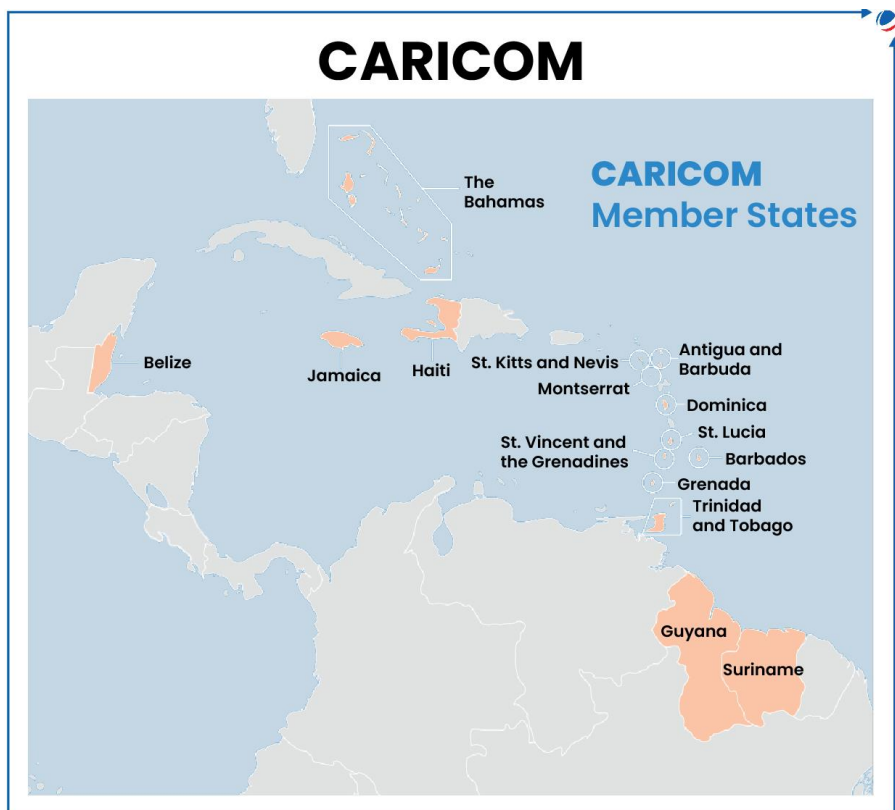 CARICOM
CARICOM
Member States
The
Bahamas
Belize
Jamaica
Haiti
St. Kitts and Nevis
Antigua and
Barbuda
Montserrat
Dominica
St. Lucia
St. Vincent and
the Grenadines
Barbados
Grenada
Trinidad
and Tobago
Guyana
Suriname